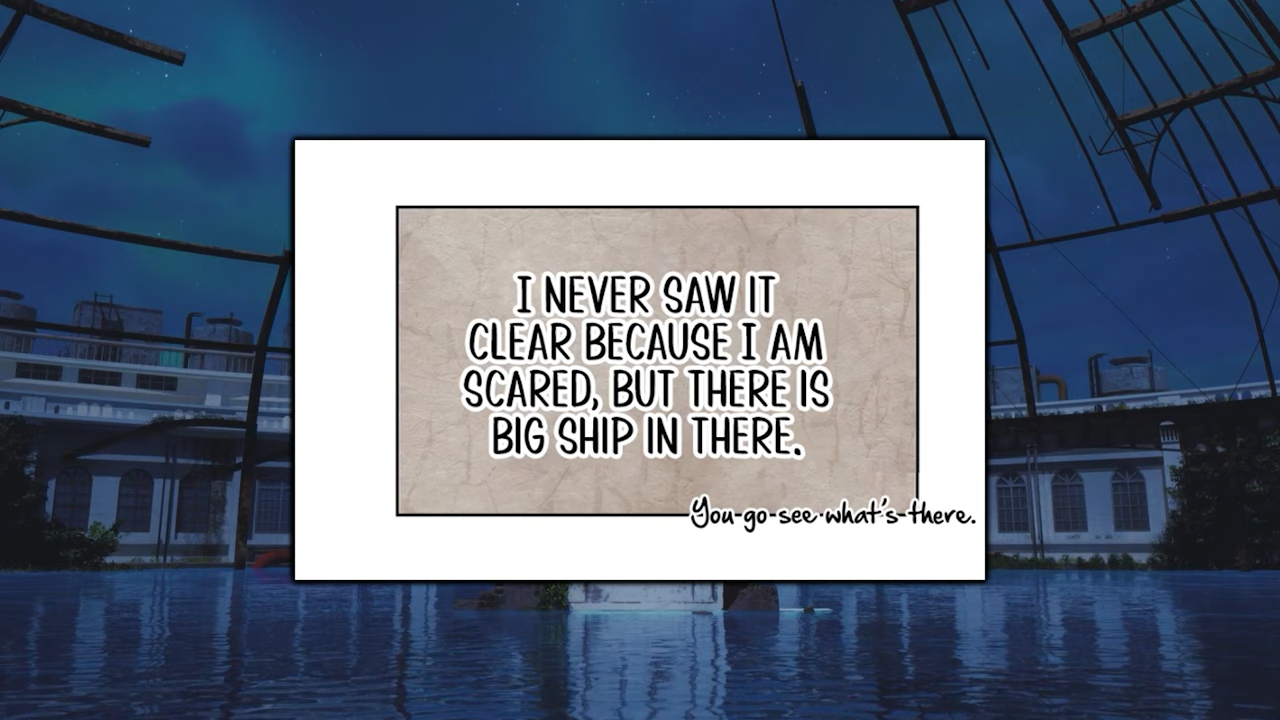 I NEVER SAW IT
CLEAR BECAUSE I AM
SCARED, BUT THERE IS
BIG SHIP IN THERE.
You go see what's there.